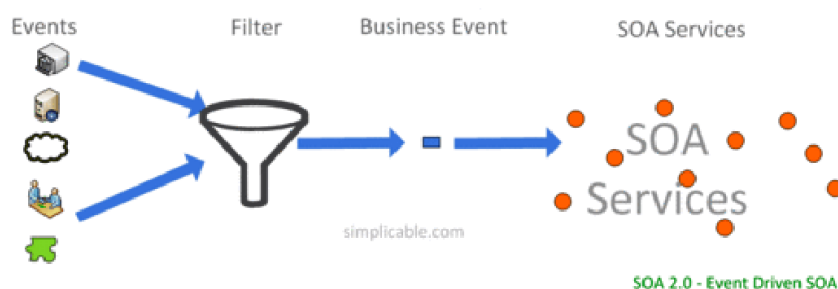 Events
Filter
Business Event
SOA Services
SOA
Services
simplicable.com
SOA 2.0 - Event Driven SOA